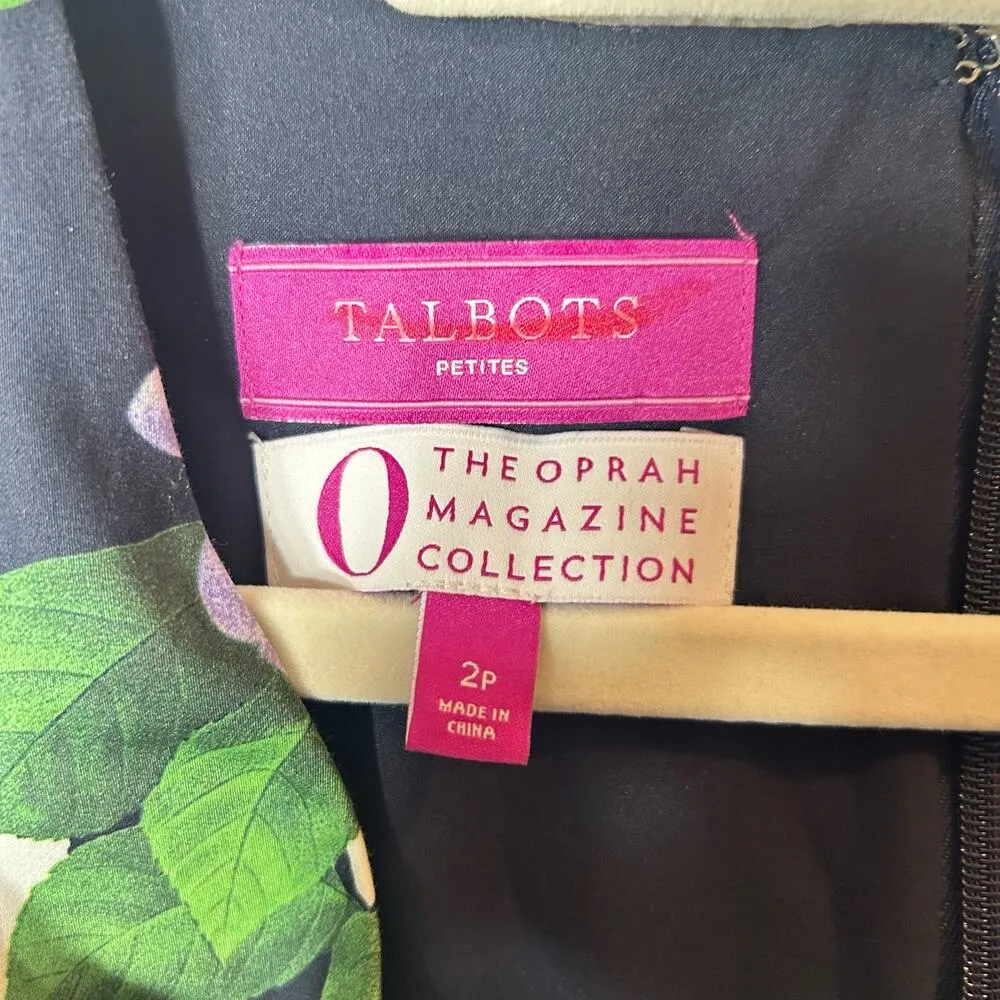 TALBOTS
PETITES
O
THE OPRAH
MAGAZINE
COLLECTION
2P
MADE IN
CHINA